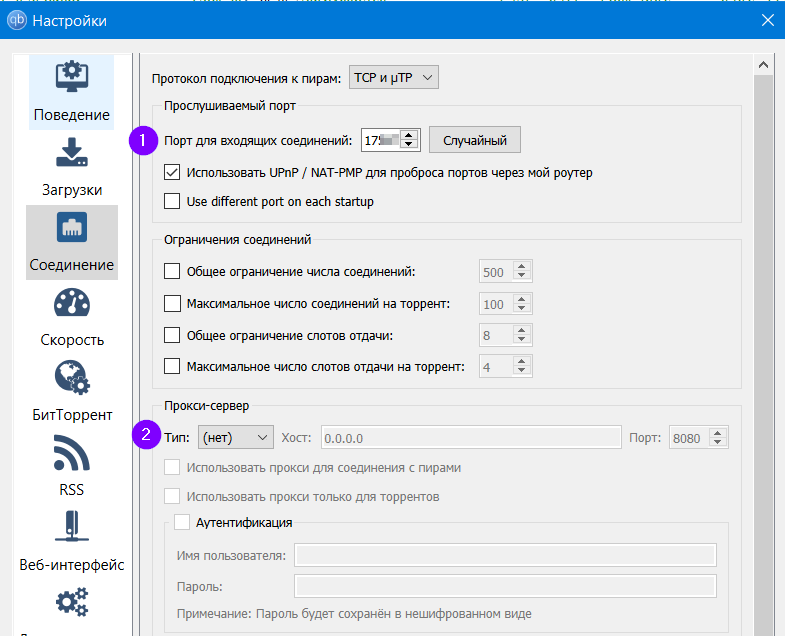 qb Настройки
Поведение
Загрузки
Соединение
Скорость
БитТоррент
RSS
Веб-интерфейс
Протокол подключения к пирам: TCP и μTP
Прослушиваемый порт
1 Порт для входящих соединений: Случайный
Использовать UPnP / NAT-PMP для проброса портов через мой роутер
Use different port on each startup
Ограничения соединений
Общее ограничение числа соединений: 500
Максимальное число соединений на торрент: 100
Общее ограничение слотов отдачи: 8
Максимальное число слотов отдачи на торрент: 4
Прокси-сервер
2 Тип: (нет) Хост: 0.0.0.0 Порт: 8080
Использовать прокси для соединения с пирами
Использовать прокси только для торрентов
Аутентификация
Имя пользователя:
Пароль:
Примечание: Пароль будет сохранён в нешифрованном виде